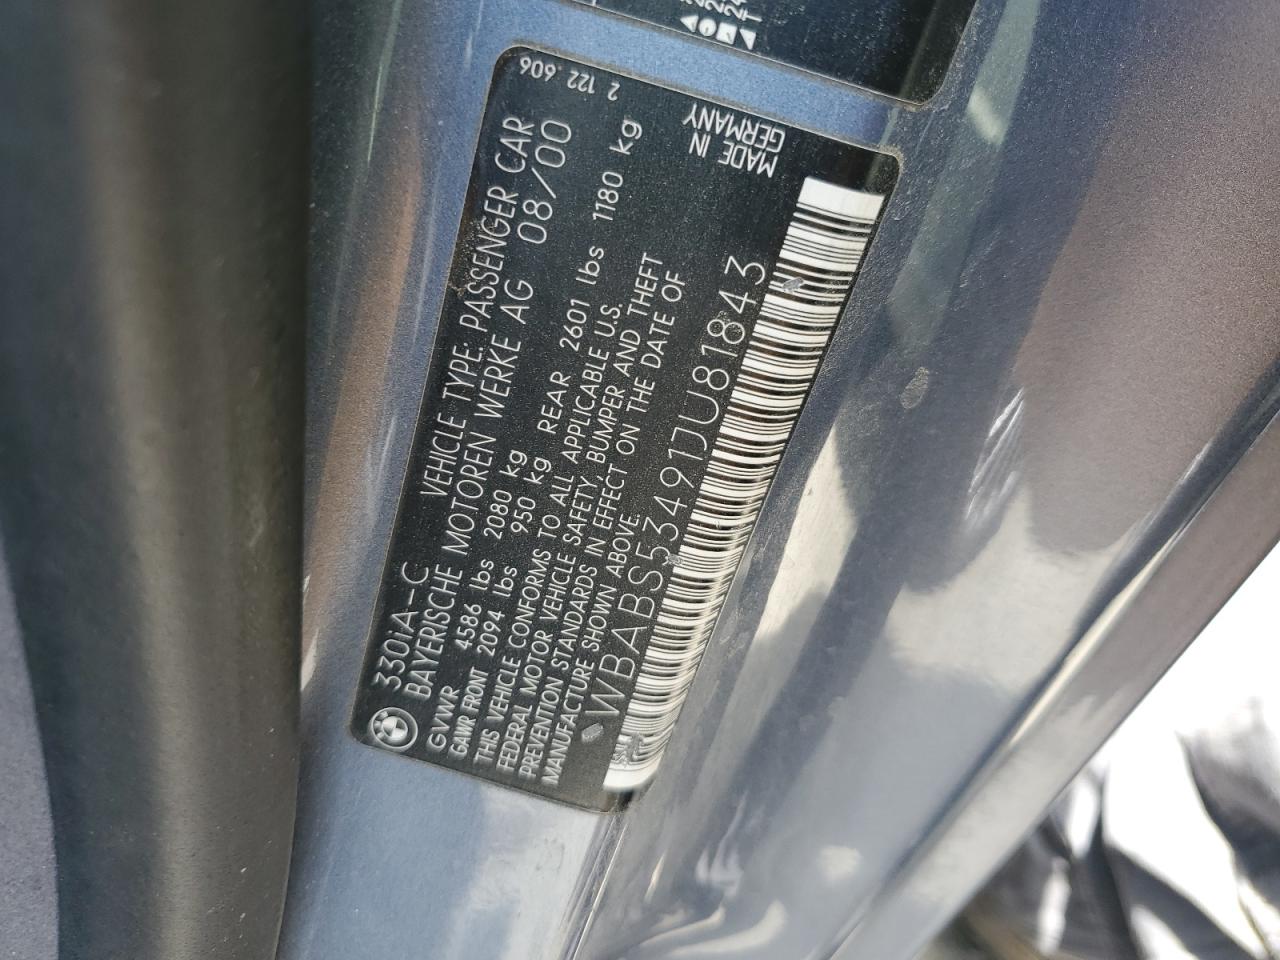 2 122 606
330iA-C VEHICLE TYPE: PASSENGER CAR
BAYERISCHE MOTOREN WERKE AG 08/00
GVWR 4586 lbs 2080 kg
GAWR FRONT 2094 lbs 950 kg REAR 2601 lbs 1180 kg
THIS VEHICLE CONFORMS TO ALL APPLICABLE U.S.
FEDERAL MOTOR VEHICLE SAFETY, BUMPER AND THEFT
PREVENTION STANDARDS IN EFFECT ON THE DATE OF
MANUFACTURE SHOWN ABOVE.
MADE IN
GERMANY
WBABS53491JU81843